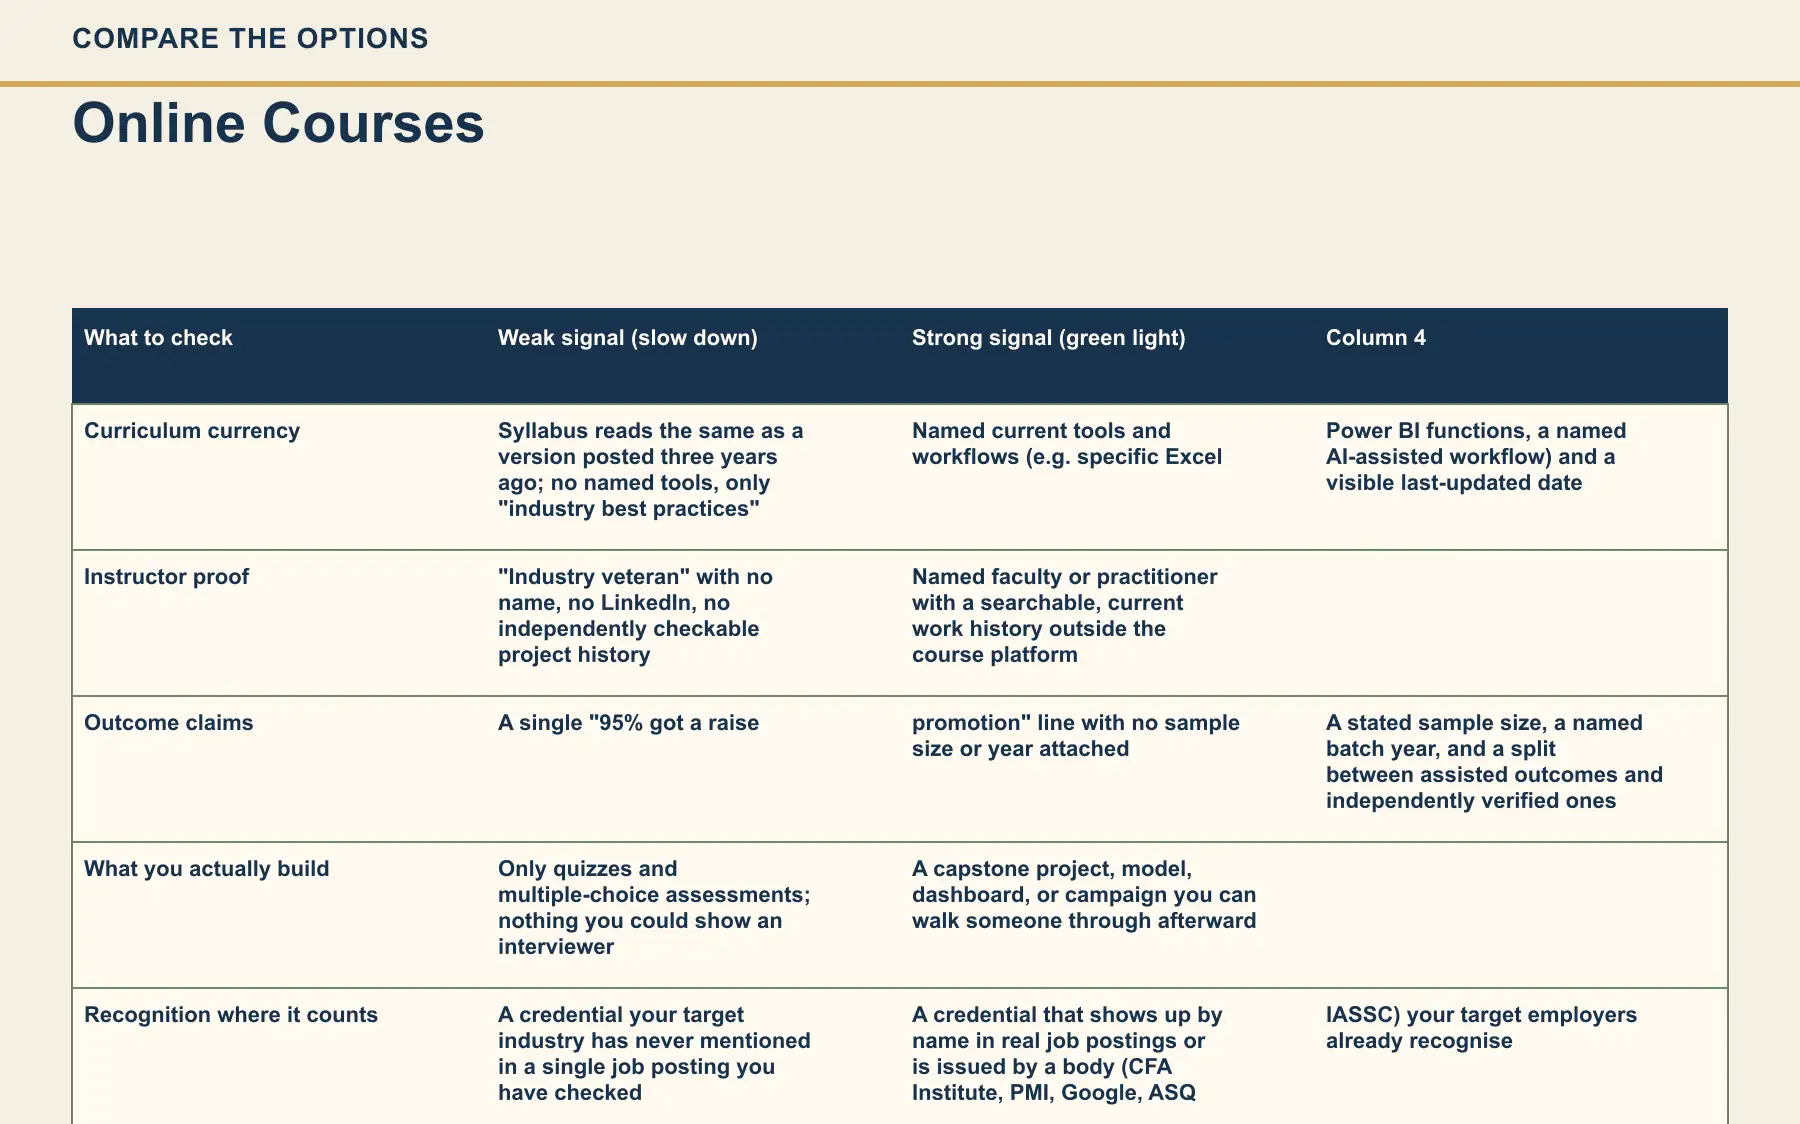 COMPARE THE OPTIONS
Online Courses
What to check
Weak signal (slow down)
Strong signal (green light)
Column 4
Curriculum currency
Syllabus reads the same as a
version posted three years
ago; no named tools, only
"industry best practices"
Named current tools and
workflows (e.g. specific Excel
Power BI functions, a named
AI-assisted workflow) and a
visible last-updated date
Instructor proof
"Industry veteran" with no
name, no LinkedIn, no
independently checkable
project history
Named faculty or practitioner
with a searchable, current
work history outside the
course platform
Outcome claims
A single "95% got a raise
promotion" line with no sample
size or year attached
A stated sample size, a named
batch year, and a split
between assisted outcomes and
independently verified ones
What you actually build
Only quizzes and
multiple-choice assessments;
nothing you could show an
interviewer
A capstone project, model,
dashboard, or campaign you can
walk someone through afterward
Recognition where it counts
A credential your target
industry has never mentioned
in a single job posting you
have checked
A credential that shows up by
name in real job postings or
is issued by a body (CFA
Institute, PMI, Google, ASQ
IASSC) your target employers
already recognise